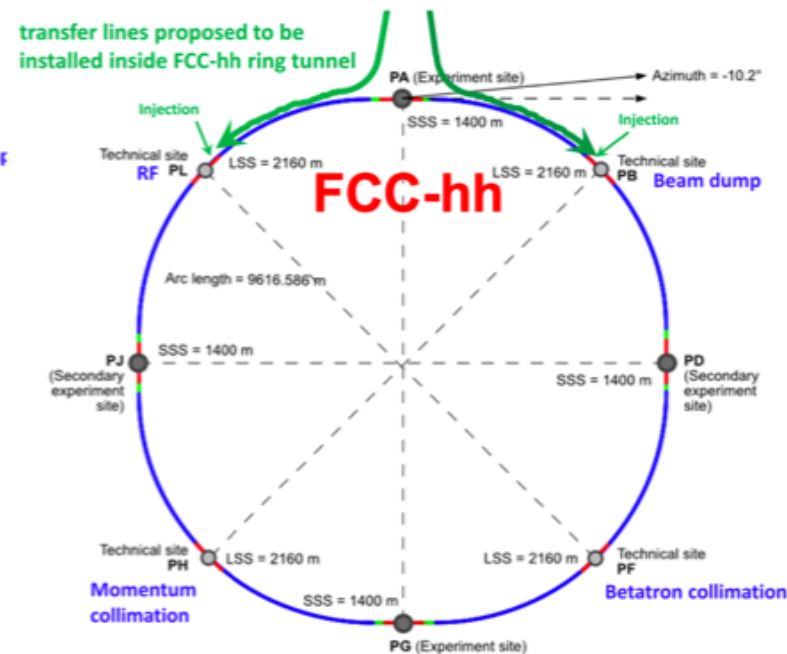 transfer lines proposed to be
installed inside FCC-hh ring tunnel
PA (Experiment site)
Azimuth = -10.2°
Injection
SSS = 1400 m
Injection
Technical site
PL
RF
LSS = 2160 m
LSS = 2160 m
Technical site
PB
Beam dump
FCC-hh
Arc length = 9616.586 m
PJ
(Secondary
experiment
site)
SSS = 1400 m
SSS = 1400 m
PD
(Secondary
experiment
site)
Technical site
PH
LSS = 2160 m
LSS = 2160 m
Technical site
PF
Momentum
collimation
Betatron collimation
SSS = 1400 m
PG (Experiment site)